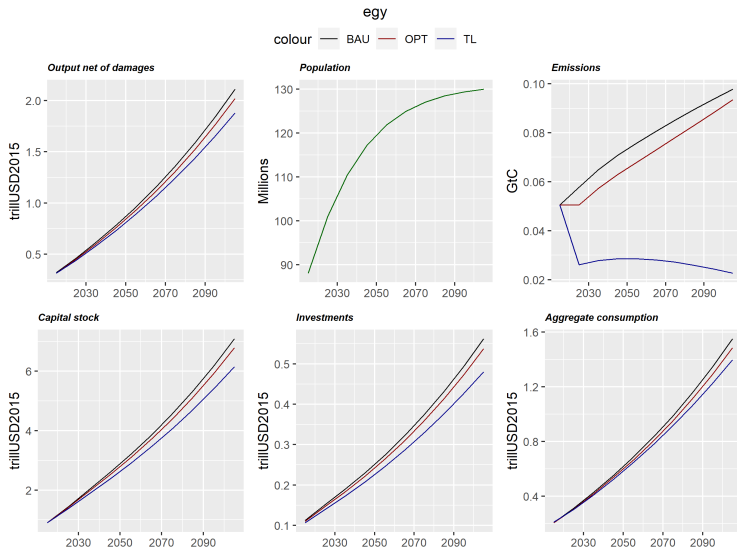 egy
colour BAU OPT TL
Output net of damages
trillUSD2015
2.0
1.5
1.0
0.5
2030 2050 2070 2090
Population
Millions
130
120
110
100
90
2030 2050 2070 2090
Emissions
GtC
0.10
0.08
0.06
0.04
0.02
2030 2050 2070 2090
Capital stock
trillUSD2015
6
4
2
2030 2050 2070 2090
Investments
trillUSD2015
0.5
0.4
0.3
0.2
0.1
2030 2050 2070 2090
Aggregate consumption
trillUSD2015
1.6
1.2
0.8
0.4
2030 2050 2070 2090